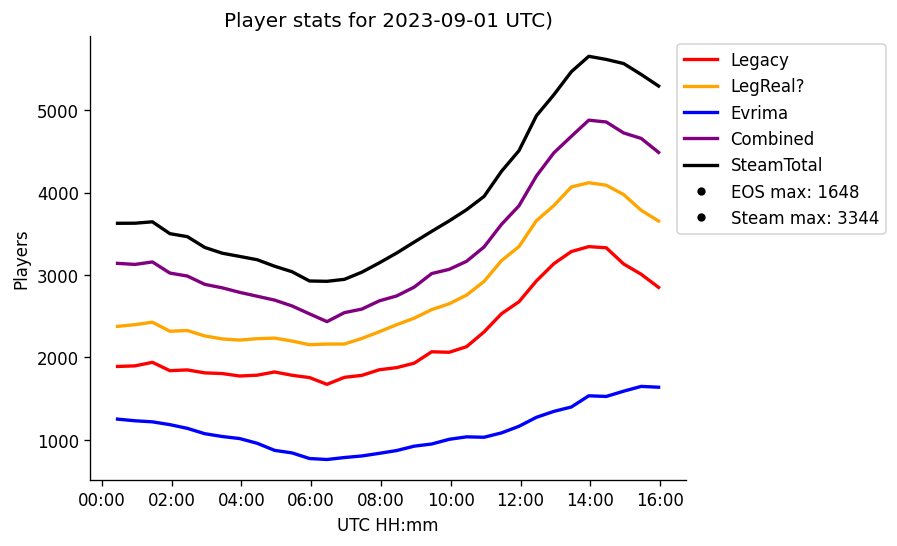 Player stats for 2023-09-01 UTC)
Legacy
LegReal?
Evrima
Combined
SteamTotal
EOS max: 1648
Steam max: 3344
Players
5000
4000
3000
2000
1000
00:00 02:00 04:00 06:00 08:00 10:00 12:00 14:00 16:00
UTC HH:mm